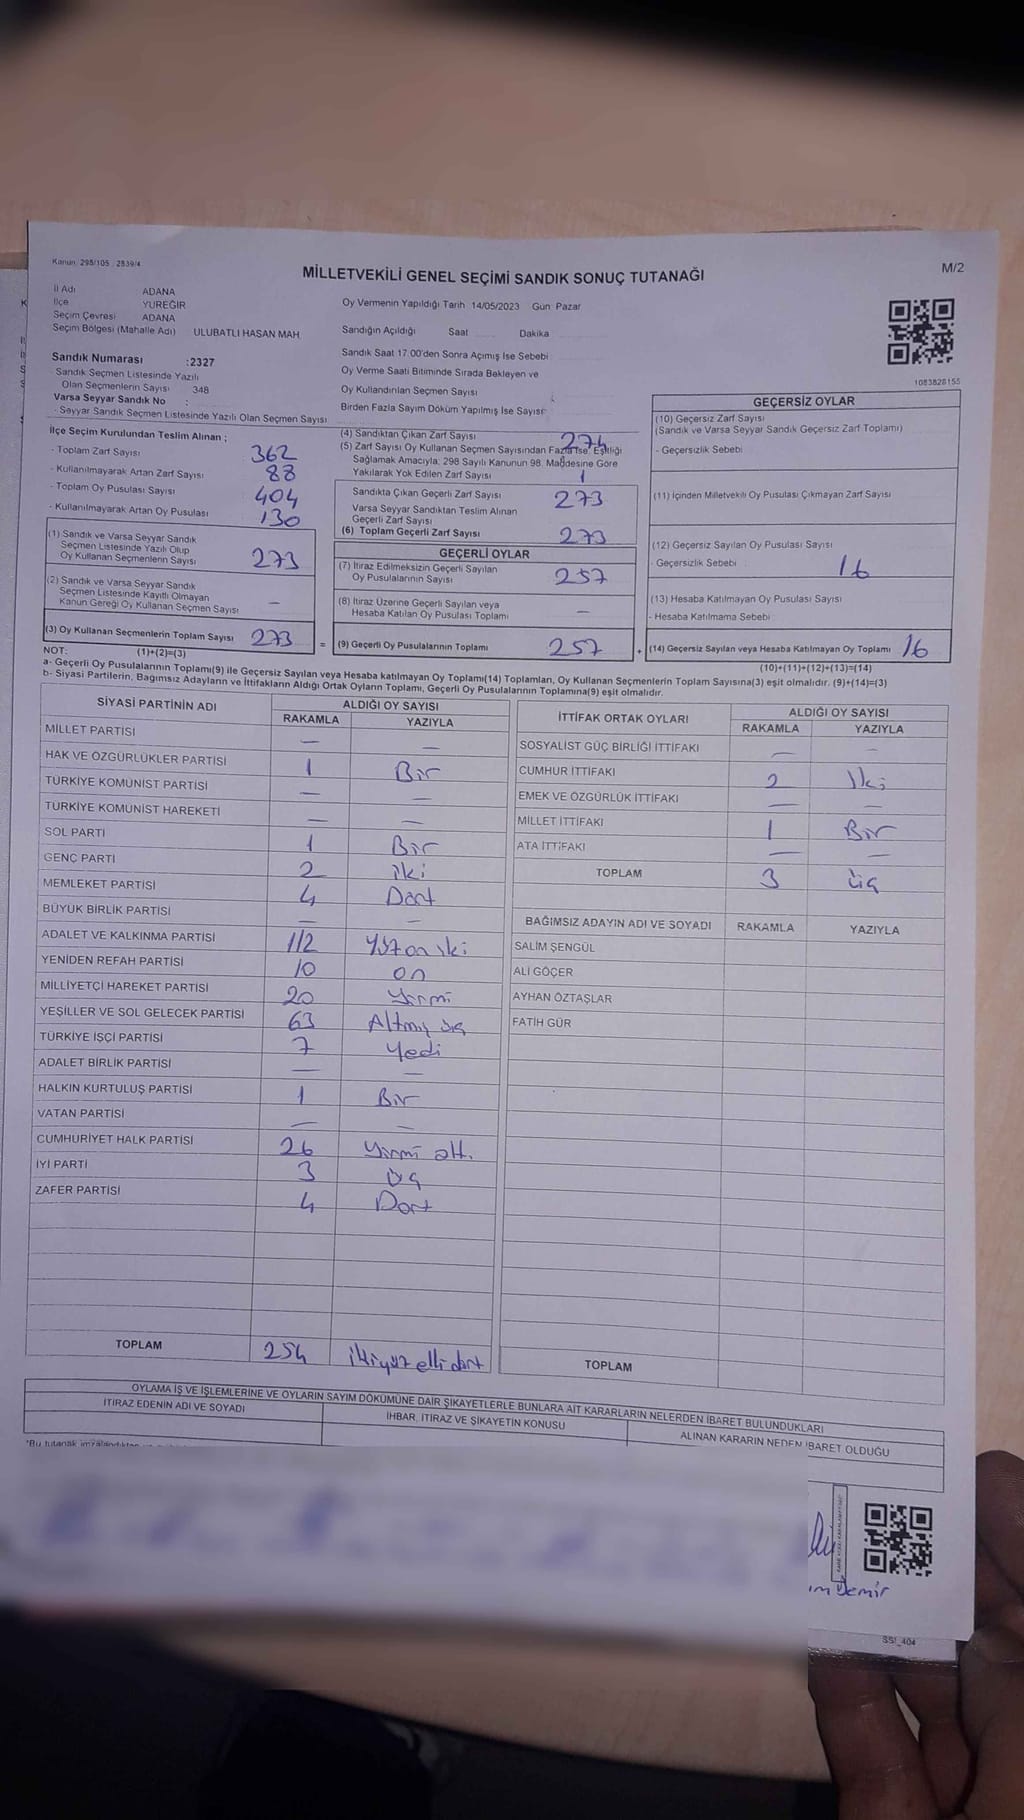 Kanun 298/105 2839/4
M/2
MİLLETVEKİLİ GENEL SEÇİMİ SANDIK SONUÇ TUTANAĞI
İl Adı ADANA
İlçe YÜREĞİR
Seçim Çevresi ADANA
Seçim Bölgesi (Mahalle Adı) ULUBATLI HASAN MAH
Sandık Numarası :2327
Sandık Seçmen Listesinde Yazılı
Olan Seçmenlerin Sayısı 348
Varsa Seyyar Sandık No :
Seyyar Sandık Seçmen Listesinde Yazılı Olan Seçmen Sayısı
Oy Vermenin Yapıldığı Tarih 14/05/2023 Gün Pazar
Sandığın Açıldığı Saat Dakika
Sandık Saat 17.00'den Sonra Açımış İse Sebebi
Oy Verme Saati Bitiminde Sırada Bekleyen ve
Oy Kullandırılan Seçmen Sayısı
Birden Fazla Sayım Döküm Yapılmış İse Sayısı
1083828155
İlçe Seçim Kurulundan Teslim Alınan ;
- Toplam Zarf Sayısı 362
- Kullanılmayarak Artan Zarf Sayısı 88
- Toplam Oy Pusulası Sayısı 404
- Kullanılmayarak Artan Oy Pusulası 130
(1) Sandık ve Varsa Seyyar Sandık
Seçmen Listesinde Yazılı Olup
Oy Kullanan Seçmenlerin Sayısı 273
(2) Sandık ve Varsa Seyyar Sandık
Seçmen Listesinde Kayıtlı Olmayan
Kanun Gereği Oy Kullanan Seçmen Sayısı —
(3) Oy Kullanan Seçmenlerin Toplam Sayısı 273 =
(1)+(2)=(3)
(4) Sandıktan Çıkan Zarf Sayısı 274
(5) Zarf Sayısı Oy Kullanan Seçmen Sayısından Fazla İse, Eşitliği
Sağlamak Amacıyla, 298 Sayılı Kanunun 98. Maddesine Göre
Yakılarak Yok Edilen Zarf Sayısı 1
Sandıkta Çıkan Geçerli Zarf Sayısı 273
Varsa Seyyar Sandıktan Teslim Alınan
Geçerli Zarf Sayısı
(6) Toplam Geçerli Zarf Sayısı 273
GEÇERLİ OYLAR
(7) İtiraz Edilmeksizin Geçerli Sayılan
Oy Pusulalarının Sayısı 257
(8) İtiraz Üzerine Geçerli Sayılan veya
Hesaba Katılan Oy Pusulası Toplamı —
(9) Geçerli Oy Pusulalarının Toplamı 257 +
GEÇERSİZ OYLAR
(10) Geçersiz Zarf Sayısı
(Sandık ve Varsa Seyyar Sandık Geçersiz Zarf Toplamı)
- Geçersizlik Sebebi
(11) İçinden Milletvekili Oy Pusulası Çıkmayan Zarf Sayısı
(12) Geçersiz Sayılan Oy Pusulası Sayısı
- Geçersizlik Sebebi 16
(13) Hesaba Katılmayan Oy Pusulası Sayısı
- Hesaba Katılmama Sebebi
(14) Geçersiz Sayılan veya Hesaba Katılmayan Oy Toplamı 16
(10)+(11)+(12)+(13)=(14)
NOT:
a- Geçerli Oy Pusulalarının Toplamı(9) ile Geçersiz Sayılan veya Hesaba katılmayan Oy Toplamı(14) Toplamları, Oy Kullanan Seçmenlerin Toplam Sayısına(3) eşit olmalıdır. (9)+(14)=(3)
b- Siyasi Partilerin, Bağımsız Adayların ve İttifakların Aldığı Ortak Oyların Toplamı, Geçerli Oy Pusulalarının Toplamına(9) eşit olmalıdır.
SİYASİ PARTİNİN ADI ALDIĞI OY SAYISI
RAKAMLA YAZIYLA
MİLLET PARTİSİ — —
HAK VE ÖZGÜRLÜKLER PARTİSİ 1 Bir
TÜRKİYE KOMÜNİST PARTİSİ — —
TÜRKİYE KOMÜNİST HAREKETİ — —
SOL PARTİ 1 Bir
GENÇ PARTİ 2 iki
MEMLEKET PARTİSİ 4 Dört
BÜYÜK BİRLİK PARTİSİ — —
ADALET VE KALKINMA PARTİSİ 112 Yüzon iki
YENİDEN REFAH PARTİSİ 10 on
MİLLİYETÇİ HAREKET PARTİSİ 20 Yirmi
YEŞİLLER VE SOL GELECEK PARTİSİ 63 Altmış üç
TÜRKİYE İŞÇİ PARTİSİ 7 Yedi
ADALET BİRLİK PARTİSİ — —
HALKIN KURTULUŞ PARTİSİ 1 Bir
VATAN PARTİSİ — —
CUMHURİYET HALK PARTİSİ 26 Yirmi altı
İYİ PARTİ 3 üç
ZAFER PARTİSİ 4 Dört
TOPLAM 254 ikiyüz elli dört
İTTİFAK ORTAK OYLARI ALDIĞI OY SAYISI
RAKAMLA YAZIYLA
SOSYALİST GÜÇ BİRLİĞİ İTTİFAKI — —
CUMHUR İTTİFAKI 2 İki
EMEK VE ÖZGÜRLÜK İTTİFAKI — —
MİLLET İTTİFAKI 1 Bir
ATA İTTİFAKI — —
TOPLAM 3 üç
BAĞIMSIZ ADAYIN ADI VE SOYADI RAKAMLA YAZIYLA
SALİM ŞENGÜL
ALİ GÖÇER
AYHAN ÖZTAŞLAR
FATİH GÜR
TOPLAM
OYLAMA İŞ VE İŞLEMLERİNE VE OYLARIN SAYIM DÖKÜMÜNE DAİR ŞİKAYETLERLE BUNLARA AİT KARARLARIN NELERDEN İBARET BULUNDUKLARI
İTİRAZ EDENİN ADI VE SOYADI İHBAR, İTİRAZ VE ŞİKAYETİN KONUSU ALINAN KARARIN NEDEN İBARET OLDUĞU
*Bu tutanak
Demir
SSİ_404